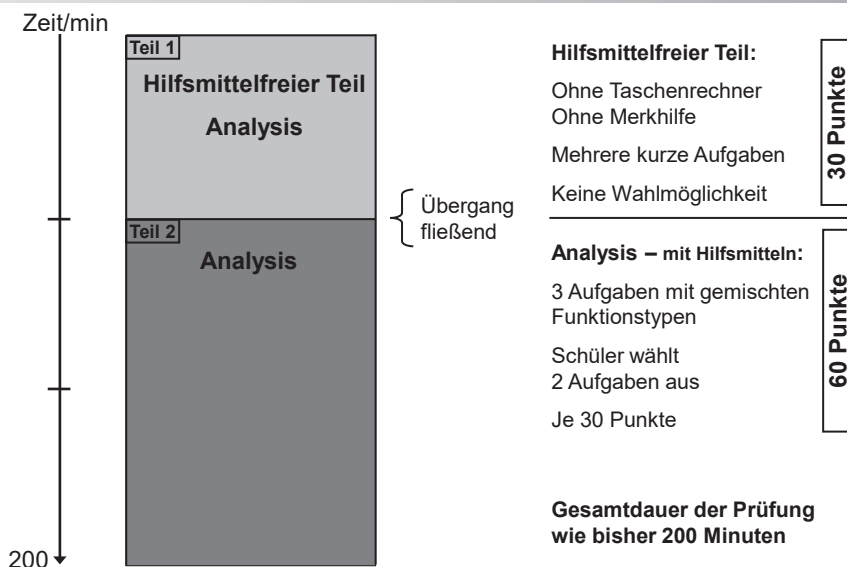 Zeit/min
Teil 1
Hilfsmittelfreier Teil
Analysis
Teil 2
Analysis
200
Übergang
fließend
Hilfsmittelfreier Teil:
Ohne Taschenrechner
Ohne Merkhilfe
Mehrere kurze Aufgaben
Keine Wahlmöglichkeit
30 Punkte
Analysis – mit Hilfsmitteln:
3 Aufgaben mit gemischten
Funktionstypen
Schüler wählt
2 Aufgaben aus
Je 30 Punkte
60 Punkte
Gesamtdauer der Prüfung
wie bisher 200 Minuten